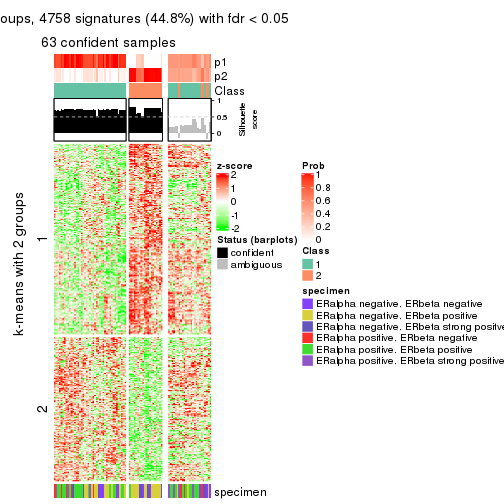 oups, 4758 signatures (44.8%) with fdr < 0.05
63 confident samples
p1
p2
Class
1
0.5
0
Silhouette
score
k-means with 2 groups
1
2
z-score
2
1
0
-1
-2
Status (barplots)
confident
ambiguous
Prob
1
0.8
0.6
0.4
0.2
0
Class
1
2
specimen
ERalpha negative. ERbeta negative
ERalpha negative. ERbeta positive
ERalpha negative. ERbeta strong positive
ERalpha positive. ERbeta negative
ERalpha positive. ERbeta positive
ERalpha positive. ERbeta strong positive
specimen